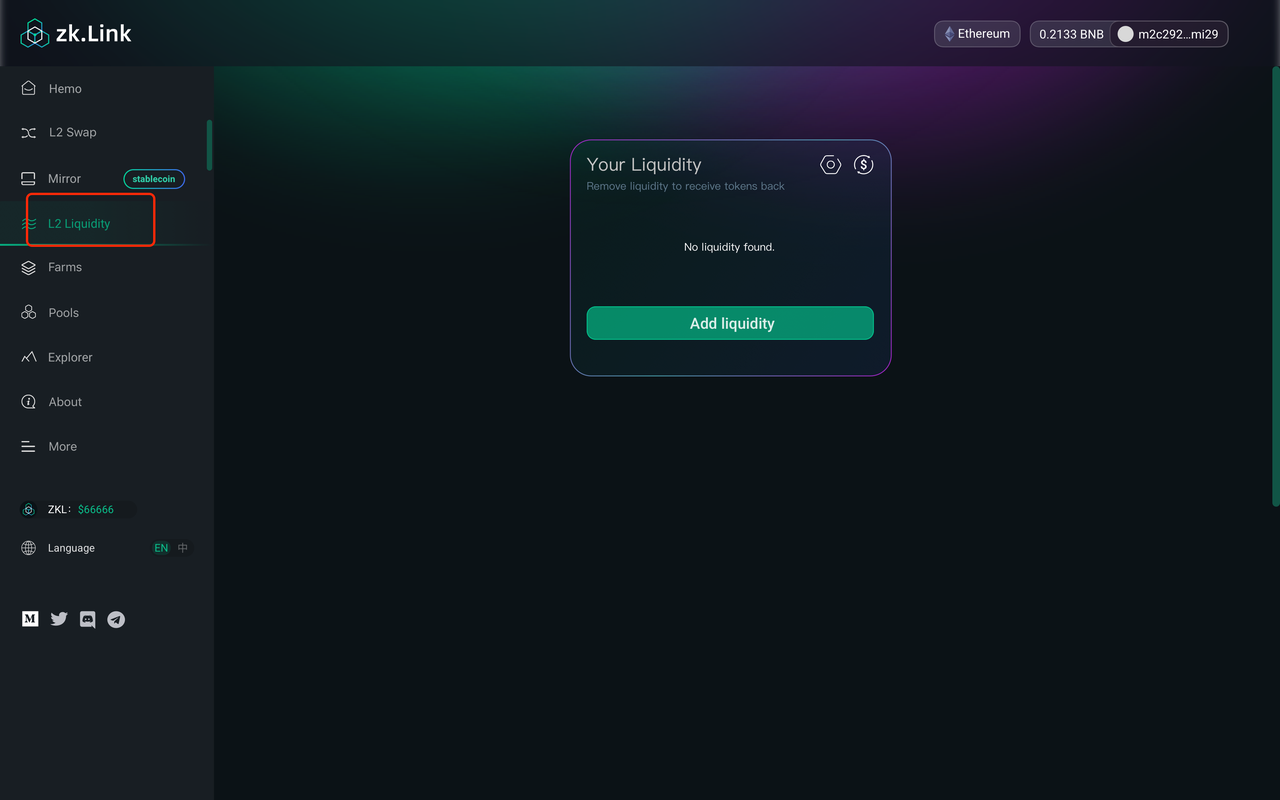 zk.Link
Ethereum
0.2133 BNB
m2c292...mi29
Hemo
L2 Swap
Mirror
stablecoin
L2 Liquidity
Farms
Pools
Explorer
About
More
ZKL: $66666
Language
EN 中
M
Your Liquidity
$
Remove liquidity to receive tokens back
No liquidity found.
Add liquidity